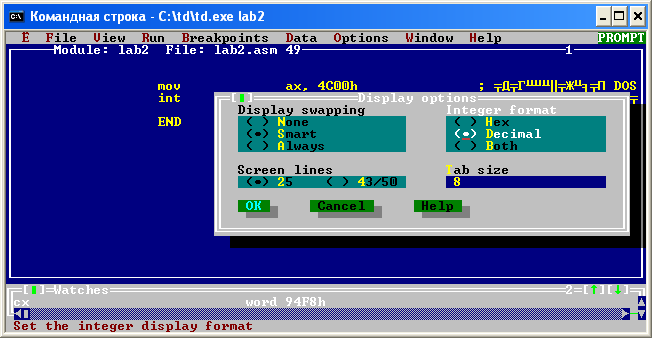 Командная строка - C:\td\td.exe lab2
Ë File View Run Breakpoints Data Options Window Help PROMPT
Module: lab2 File: lab2.asm 49 1
mov ax, 4C00h ; DOS
int
END
Display options
Display swapping
( ) None
(•) Smart
( ) Always
Integer format
( ) Hex
(•) Decimal
( ) Both
Screen lines
(•) 25 ( ) 43/50
Tab size
8
OK Cancel Help
Watches 2
cx word 94F8h
Set the integer display format